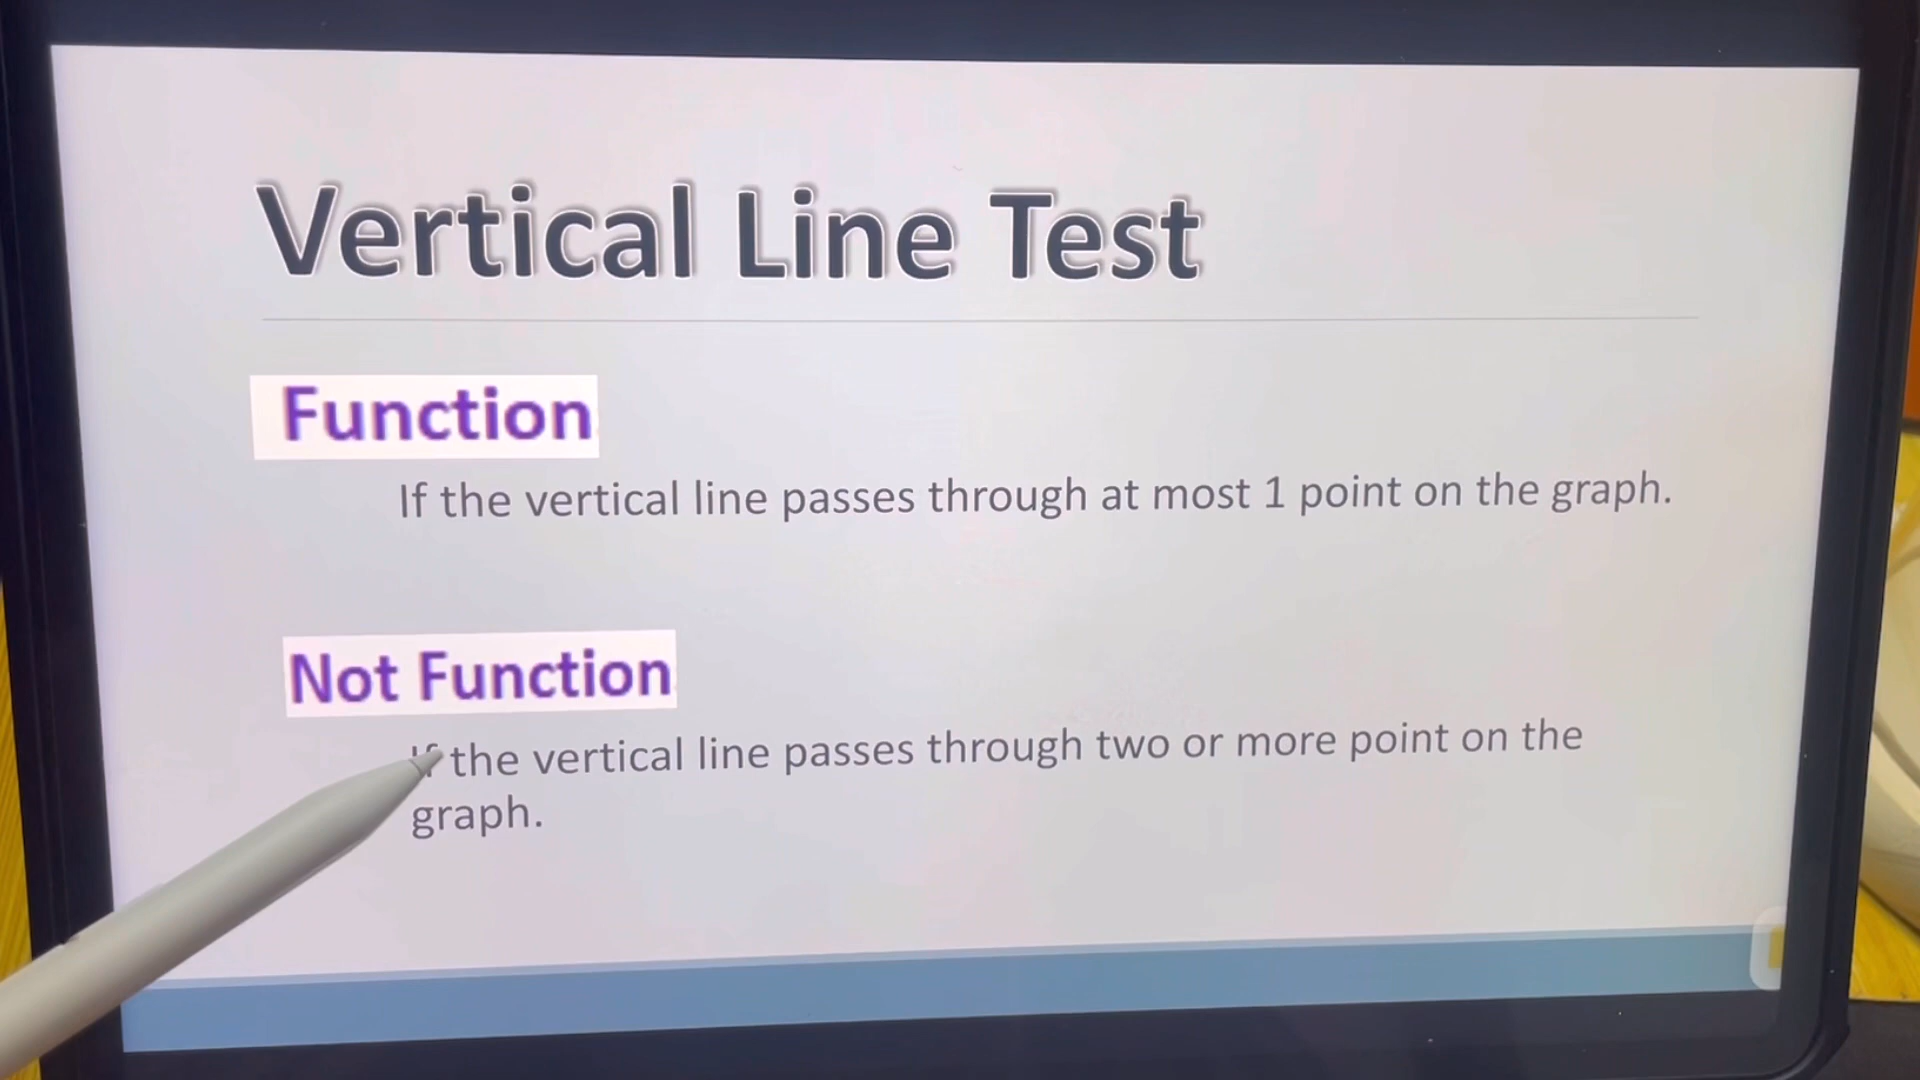 Vertical Line Test
Function
If the vertical line passes through at most 1 point on the graph.
Not Function
If the vertical line passes through two or more point on the
graph.